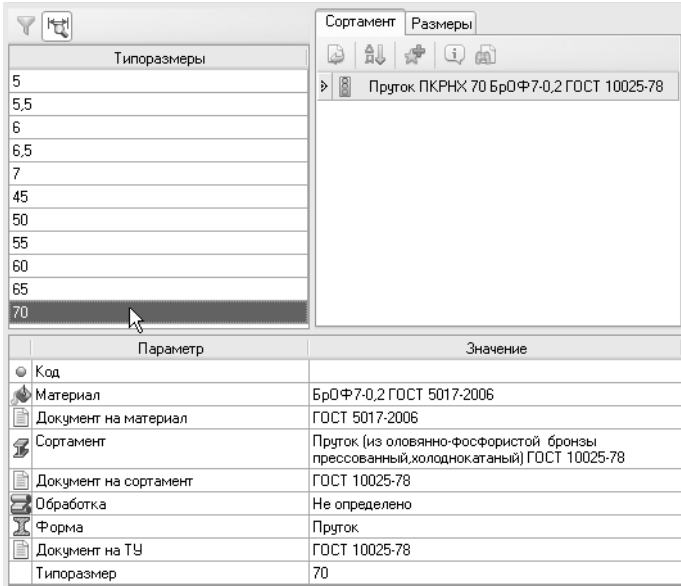 Сортамент Размеры
Типоразмеры
5
5,5
6
6,5
7
45
50
55
60
65
70
Пруток ПКРНХ 70 БрОФ7-0,2 ГОСТ 10025-78
Параметр Значение
Код
Материал БрОФ7-0,2 ГОСТ 5017-2006
Документ на материал ГОСТ 5017-2006
Сортамент Пруток (из оловянно-фосфористой бронзы
прессованный,холоднокатаный) ГОСТ 10025-78
Документ на сортамент ГОСТ 10025-78
Обработка Не определено
Форма Пруток
Документ на ТУ ГОСТ 10025-78
Типоразмер 70